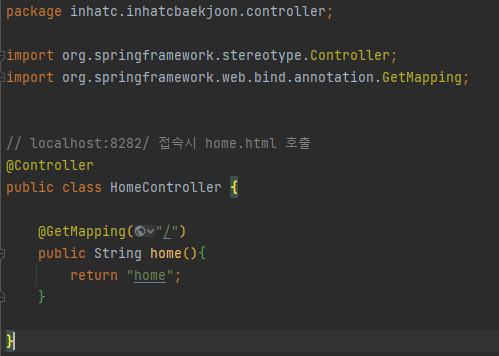 package inhatc.inhatcbaekjoon.controller;
import org.springframework.stereotype.Controller;
import org.springframework.web.bind.annotation.GetMapping;
// localhost:8282/ 접속시 home.html 호출
@Controller
public class HomeController {
@GetMapping("/")
public String home(){
return "home";
}
}